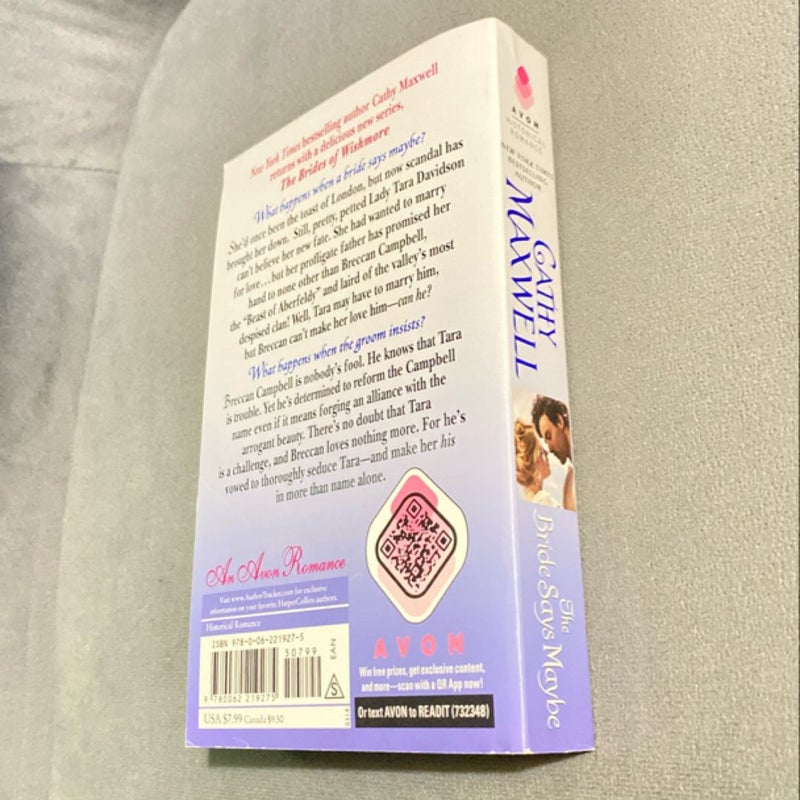 New York Times bestselling author Cathy Maxwell
returns with a delicious new series,
The Brides of Wishmore
What happens when a bride says maybe?
She'd once been the toast of London, but now scandal has
brought her down. Still, pretty, petted Lady Tara Davidson
can't believe her new fate. She had wanted to marry
for love...but her profligate father has promised her
hand to none other than Breccan Campbell,
the "Beast of Aberfeldy" and laird of the valley's most
despised clan! Well, Tara may have to marry him,
but Breccan can't make her love him—can he?
What happens when the groom insists?
Breccan Campbell is nobody's fool. He knows that Tara
is trouble. Yet he's determined to reform the Campbell
name even if it means forging an alliance with the
arrogant beauty. There's no doubt that Tara
is a challenge, and Breccan loves nothing more. For he's
vowed to thoroughly seduce Tara—and make her his
in more than name alone.
An Avon Romance
Visit www.AuthorTracker.com for exclusive
information on your favorite HarperCollins authors.
Historical Romance
ISBN 978-0-06-221927-5
50799
EAN
9 780062 219275
S
0314
USA $7.99 Canada $9.50
AVON
Win free prizes, get exclusive content,
and more—scan with a QR App now!
Or text AVON to READIT (732348)
AVON
HISTORICAL
ROMANCE
NEW YORK TIMES
BESTSELLING
AUTHOR
CATHY
MAXWELL
The
Bride Says Maybe